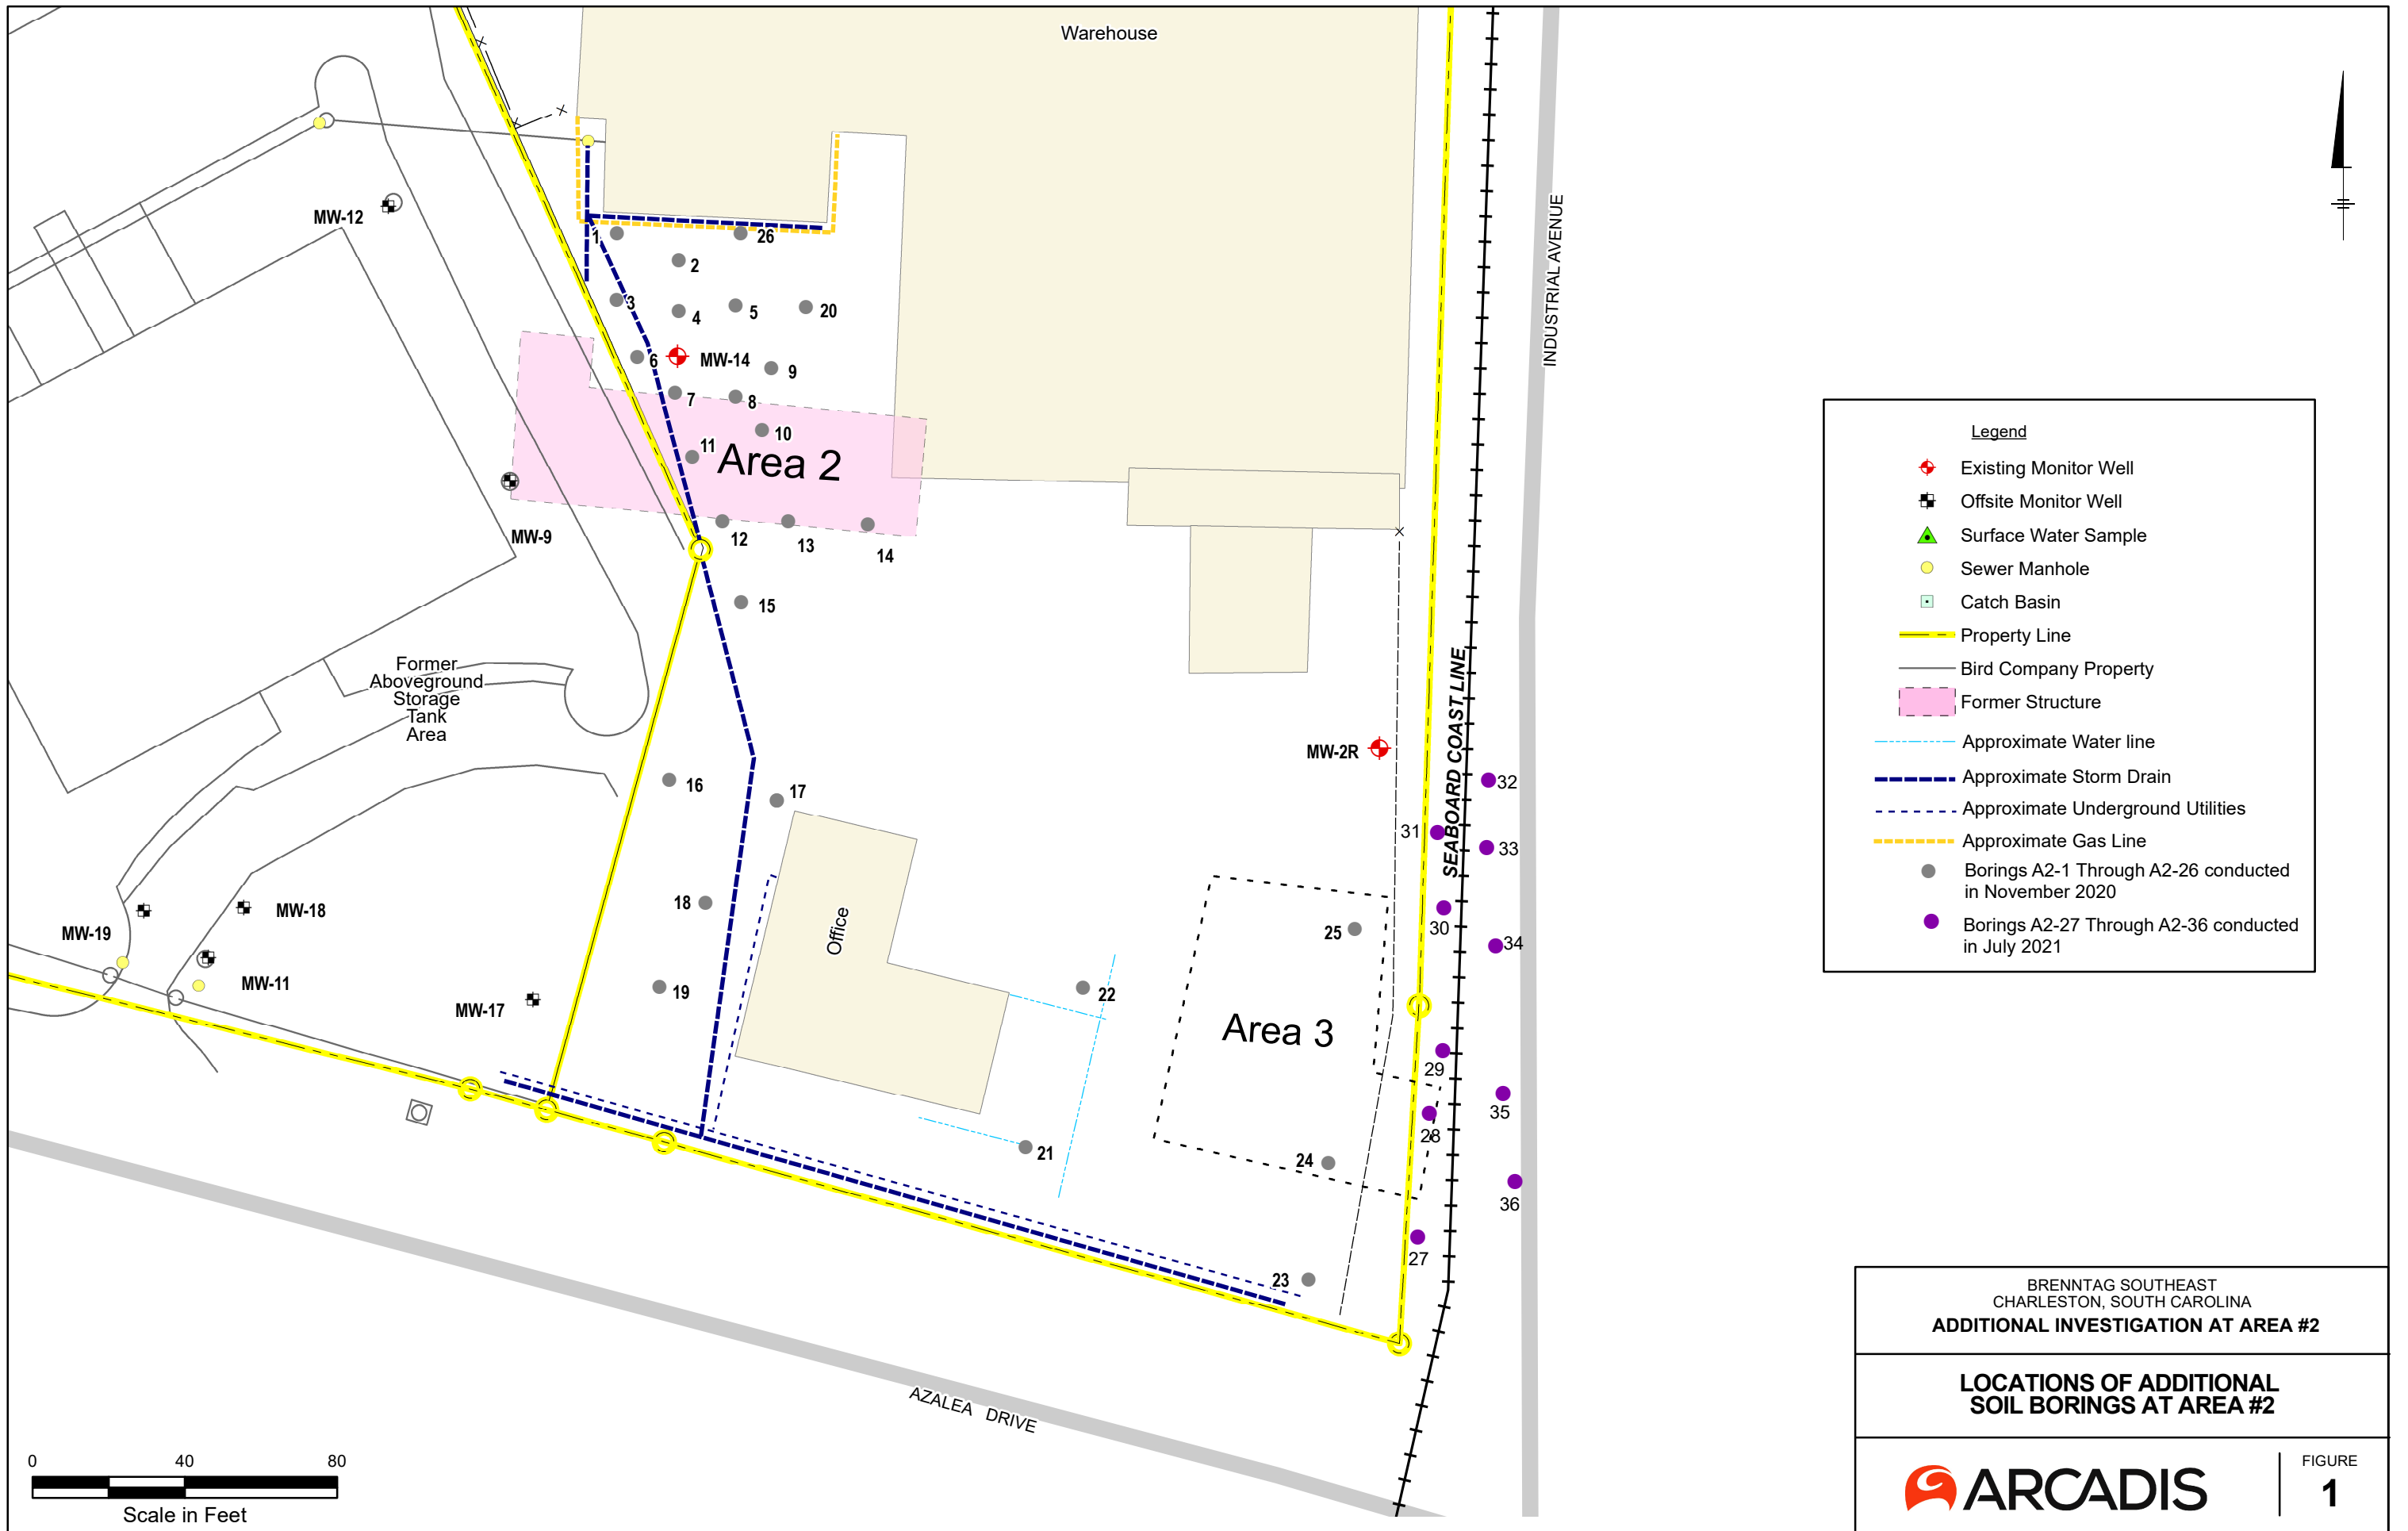 Warehouse
MW-12
1
26
2
3
4
5
20
6
MW-14
9
7
8
10
11
Area 2
MW-9
12
13
14
15
INDUSTRIAL AVENUE
Former
Aboveground
Storage
Tank
Area
16
17
18
19
Office
MW-2R
SEABOARD COAST LINE
32
31
33
30
34
25
22
Area 3
29
35
28
36
24
21
27
23
MW-19
MW-18
MW-11
MW-17
AZALEA DRIVE
0 40 80
Scale in Feet
Legend
Existing Monitor Well
Offsite Monitor Well
Surface Water Sample
Sewer Manhole
Catch Basin
Property Line
Bird Company Property
Former Structure
Approximate Water line
Approximate Storm Drain
Approximate Underground Utilities
Approximate Gas Line
Borings A2-1 Through A2-26 conducted
in November 2020
Borings A2-27 Through A2-36 conducted
in July 2021
BRENNTAG SOUTHEAST
CHARLESTON, SOUTH CAROLINA
ADDITIONAL INVESTIGATION AT AREA #2
LOCATIONS OF ADDITIONAL
SOIL BORINGS AT AREA #2
ARCADIS
FIGURE
1